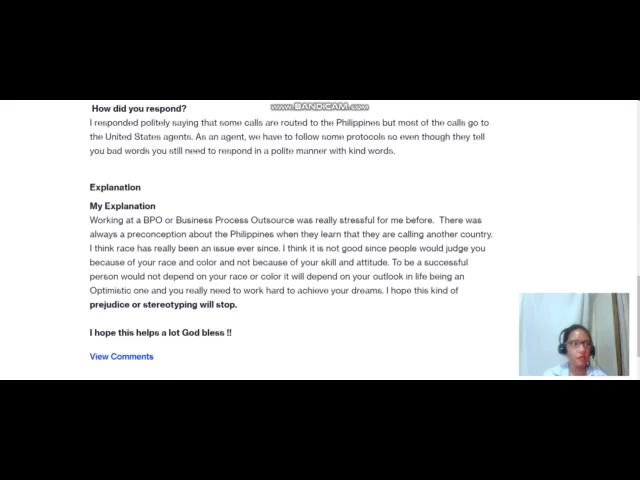 www.BANDICAM.com
How did you respond?
I responded politely saying that some calls are routed to the Philippines but most of the calls go to
the United States agents. As an agent, we have to follow some protocols so even though they tell
you bad words you still need to respond in a polite manner with kind words.
Explanation
My Explanation
Working at a BPO or Business Process Outsource was really stressful for me before. There was
always a preconception about the Philippines when they learn that they are calling another country.
I think race has really been an issue ever since. I think it is not good since people would judge you
because of your race and color and not because of your skill and attitude. To be a successful
person would not depend on your race or color it will depend on your outlook in life being an
Optimistic one and you really need to work hard to achieve your dreams. I hope this kind of
prejudice or stereotyping will stop.
I hope this helps a lot God bless !!
View Comments